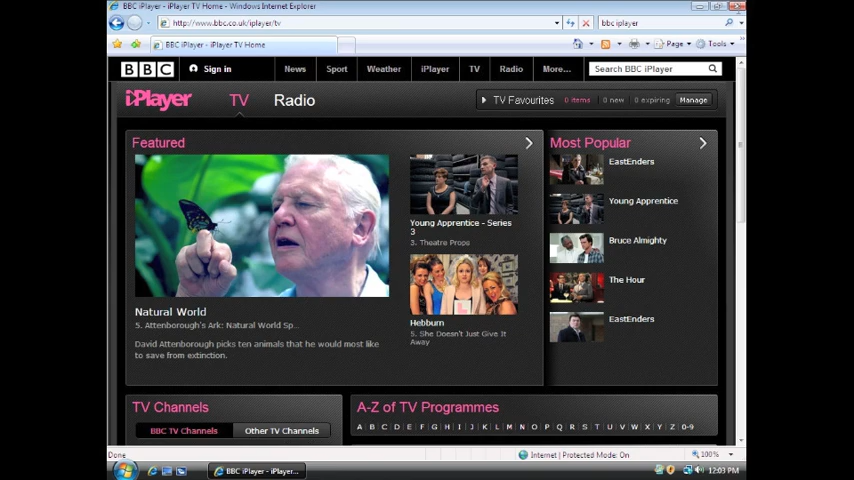 BBC iPlayer - iPlayer TV Home - Windows Internet Explorer
http://www.bbc.co.uk/iplayer/tv
bbc iplayer
BBC iPlayer - iPlayer TV Home
Page
Tools
BBC
Sign in
News
Sport
Weather
iPlayer
TV
Radio
More...
Search BBC iPlayer
iPlayer
TV
Radio
TV Favourites
0 items
0 new
0 expiring
Manage
Featured
Natural World
5. Attenborough's Ark: Natural World Sp...
David Attenborough picks ten animals that he would most like
to save from extinction.
Young Apprentice - Series
3
3. Theatre Props
Hebburn
5. She Doesn't Just Give It
Away
Most Popular
EastEnders
Young Apprentice
Bruce Almighty
The Hour
EastEnders
TV Channels
BBC TV Channels
Other TV Channels
A-Z of TV Programmes
A B C D E F G H I J K L M N O P Q R S T U V W X Y Z 0-9
Done
Internet | Protected Mode: On
100%
BBC iPlayer - iPlayer...
12:03 PM